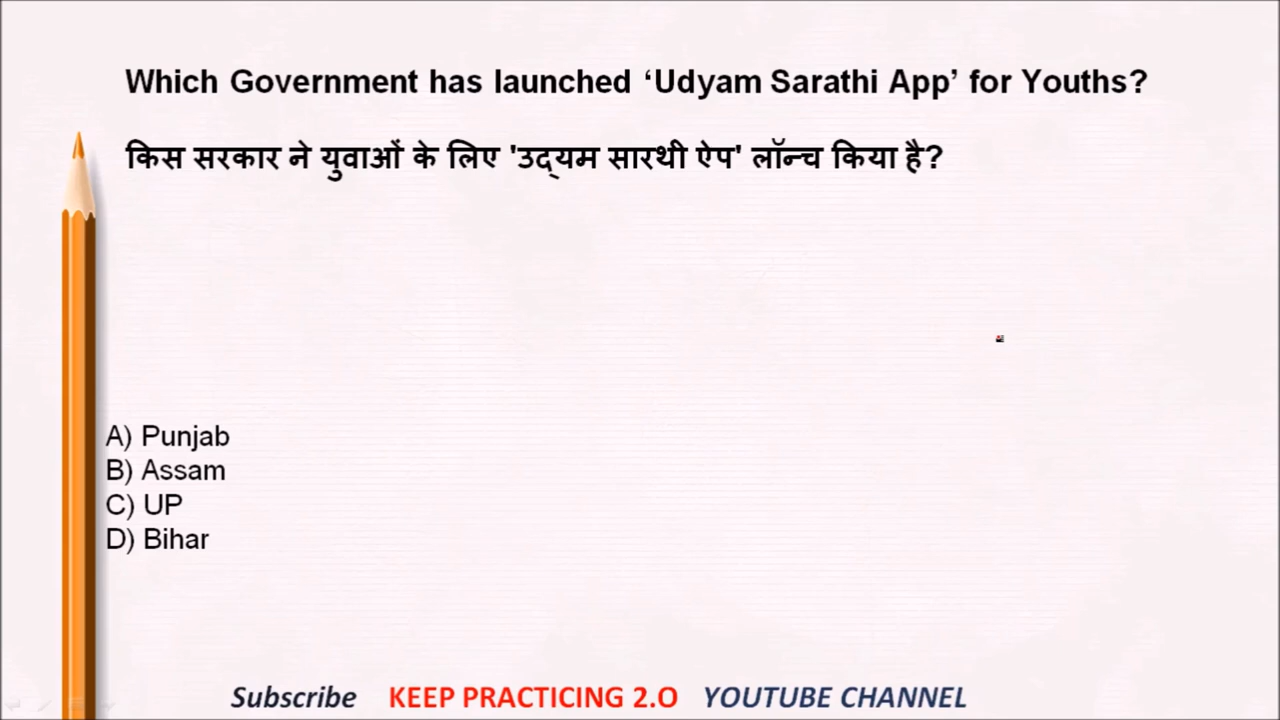 Which Government has launched ‘Udyam Sarathi App’ for Youths?
किस सरकार ने युवाओं के लिए 'उद्यम सारथी ऐप' लॉन्च किया है?
A) Punjab
B) Assam
C) UP
D) Bihar
Subscribe KEEP PRACTICING 2.O YOUTUBE CHANNEL